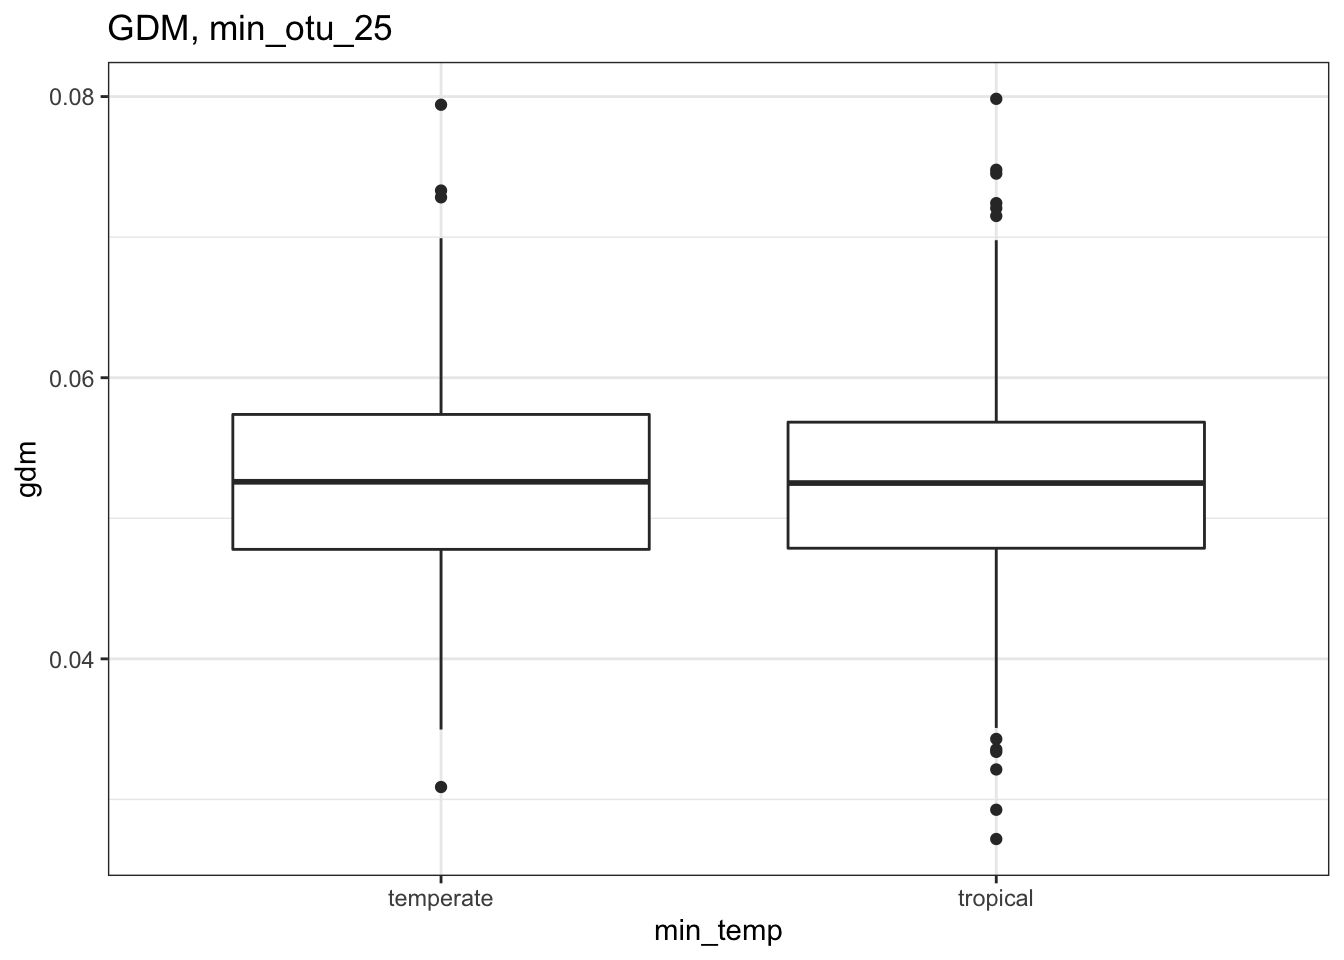 GDM, min_otu_25
0.08
0.06
0.04
gdm
temperate
tropical
min_temp